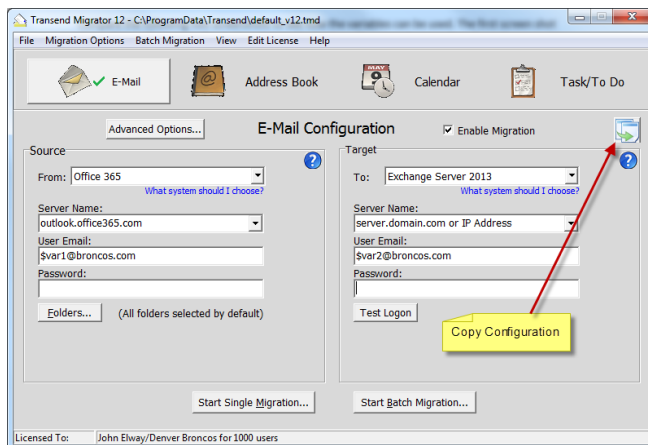 Transend Migrator 12 - C:\ProgramData\Transend\default_v12.tmd
File Migration Options Batch Migration View Edit License Help
E-Mail Address Book MAY Calendar Task/To Do
Advanced Options... E-Mail Configuration Enable Migration
Source Target
From: Office 365 To: Exchange Server 2013
What system should I choose? What system should I choose?
Server Name: Server Name:
outlook.office365.com server.domain.com or IP Address
User Email: User Email:
$var1@broncos.com $var2@broncos.com
Password: Password:
Folders... (All folders selected by default) Test Logon
Copy Configuration
Start Single Migration... Start Batch Migration...
Licensed To: John Elway/Denver Broncos for 1000 users